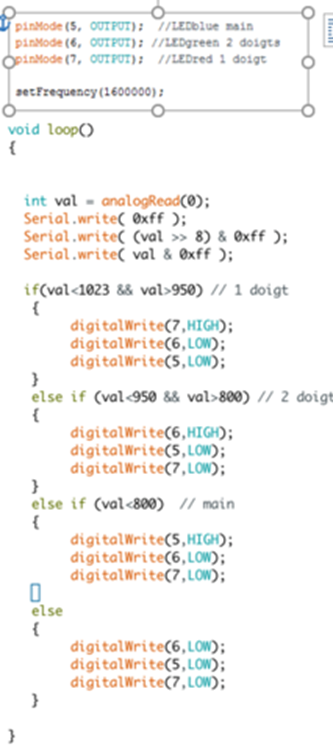 pinMode(5, OUTPUT);  //LEDblue main
pinMode(6, OUTPUT); //LEDgreen 2 doigts
pinMode(7, OUTPUT);  //LEDred 1 doigt
setFrequency(1600000);
void loop()
{
int val = analogRead(0);
Serial.write( 0xff );
Serial.write( (val >> 8) & 0xff );
Serial.write( val & 0xff );
if(val<1023 && val>950) // 1 doigt
{
digitalWrite(7,HIGH);
digitalWrite(6,LOW);
digitalWrite(5,LOW);
}
else if (val<950 && val>800) // 2 doigt
{
digitalWrite(6,HIGH);
digitalWrite(5,LOW);
digitalWrite(7,LOW);
}
else if (val<800)  // main
{
digitalWrite(5,HIGH);
digitalWrite(6,LOW);
digitalWrite(7,LOW);
else
{
digitalWrite(6,LOW);
digitalWrite(5,LOW);
digitalWrite(7,LOW);
}
}